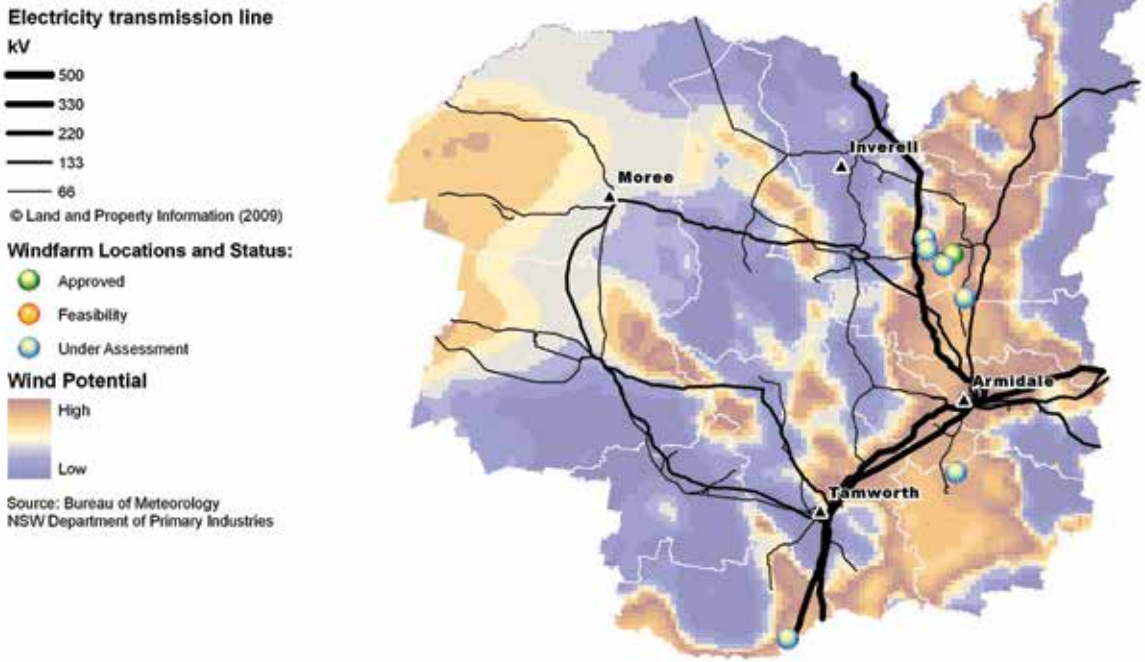 Electricity transmission line
kV
500
330
220
133
66
© Land and Property Information (2009)
Windfarm Locations and Status:
Approved
Feasibility
Under Assessment
Wind Potential
High
Low
Source: Bureau of Meteorology
NSW Department of Primary Industries
Inverell
Moree
Armidale
Tamworth